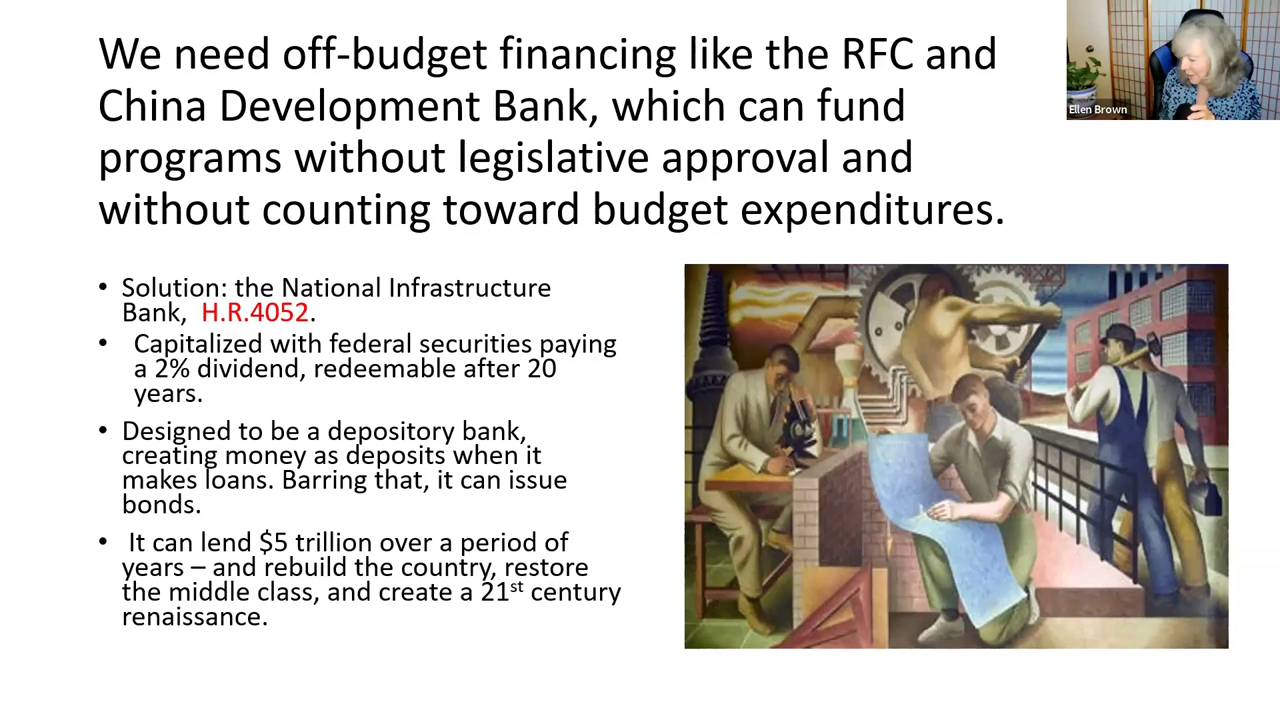 We need off-budget financing like the RFC and
China Development Bank, which can fund
programs without legislative approval and
without counting toward budget expenditures.
Ellen Brown
• Solution: the National Infrastructure
Bank, H.R.4052.
• Capitalized with federal securities paying
a 2% dividend, redeemable after 20
years.
• Designed to be a depository bank,
creating money as deposits when it
makes loans. Barring that, it can issue
bonds.
• It can lend $5 trillion over a period of
years – and rebuild the country, restore
the middle class, and create a 21st century
renaissance.